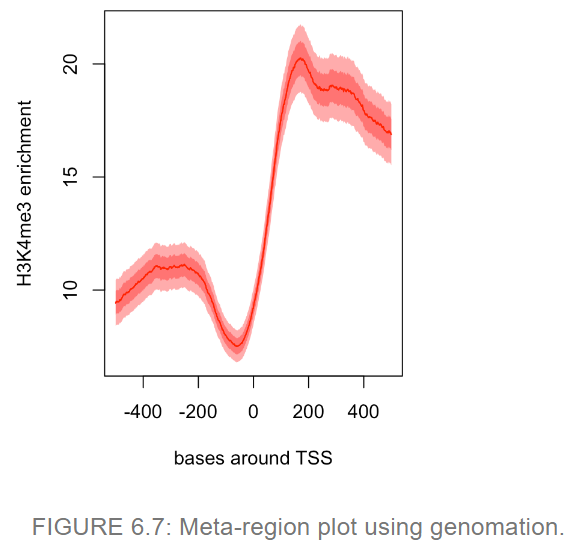 20
15
10
H3K4me3 enrichment
-400 -200 0 200 400
bases around TSS
FIGURE 6.7: Meta-region plot using genomation.